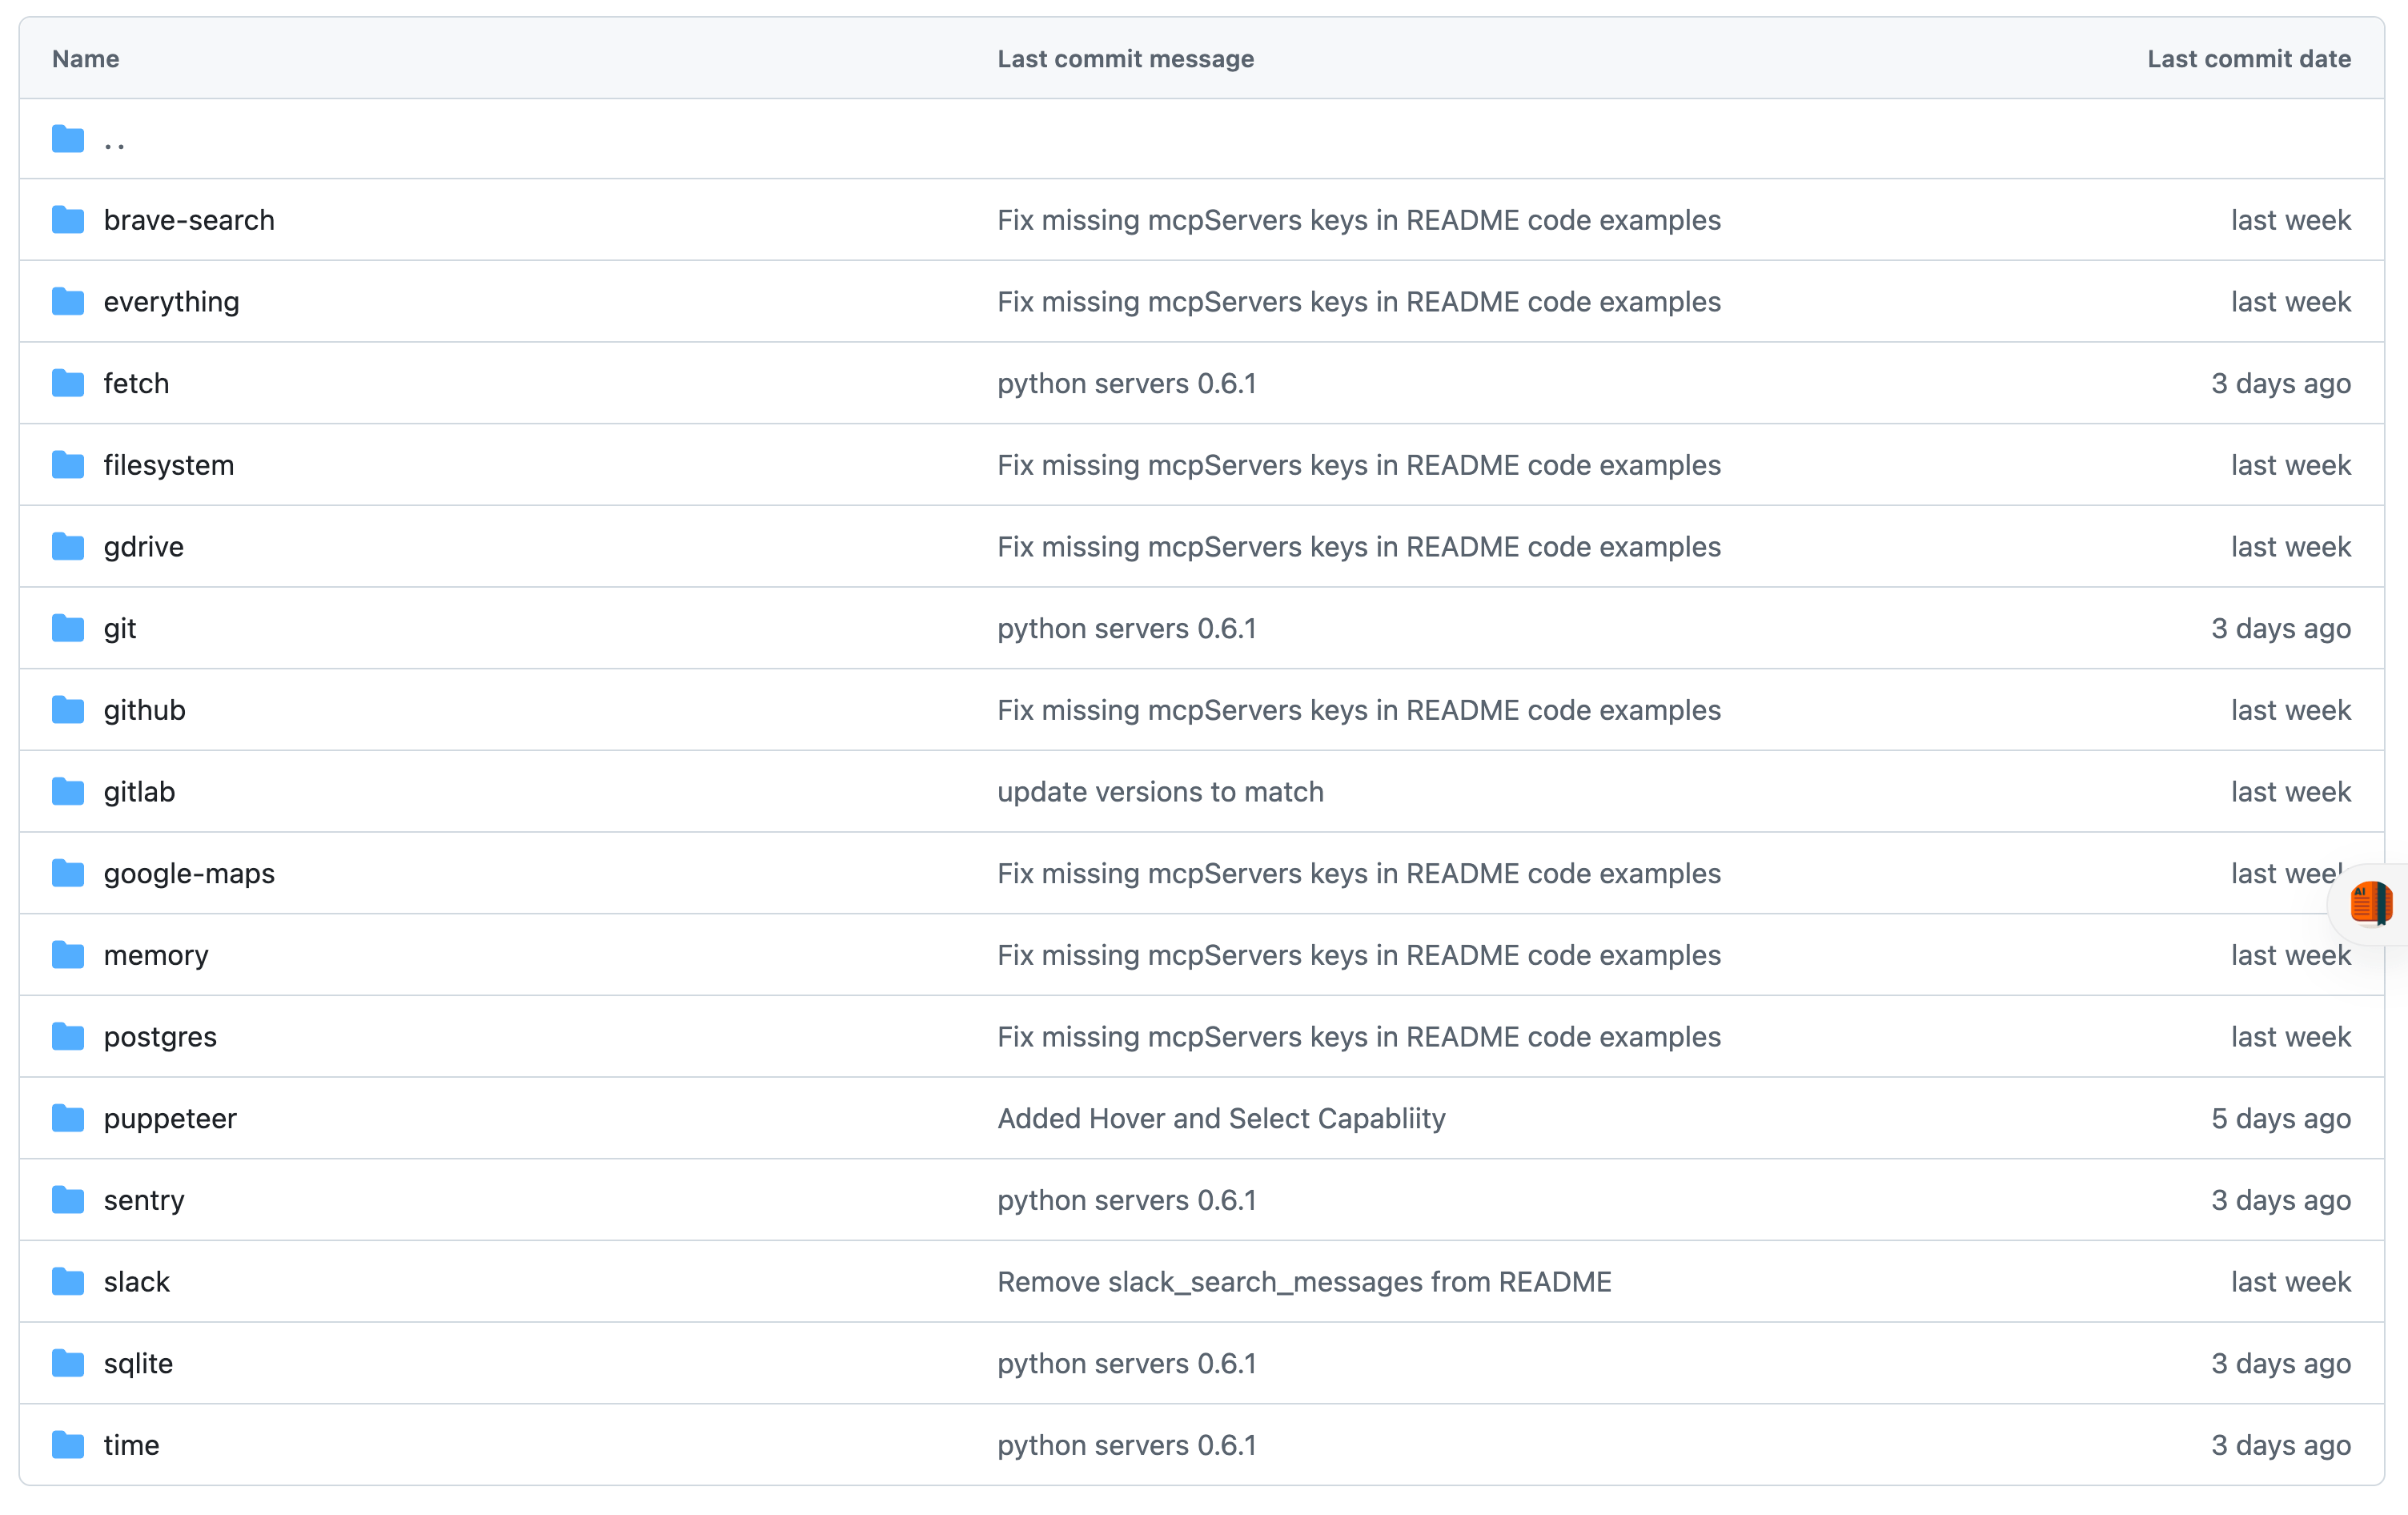 Name Last commit message Last commit date
..
brave-search Fix missing mcpServers keys in README code examples last week
everything Fix missing mcpServers keys in README code examples last week
fetch python servers 0.6.1 3 days ago
filesystem Fix missing mcpServers keys in README code examples last week
gdrive Fix missing mcpServers keys in README code examples last week
git python servers 0.6.1 3 days ago
github Fix missing mcpServers keys in README code examples last week
gitlab update versions to match last week
google-maps Fix missing mcpServers keys in README code examples last week
AI
memory Fix missing mcpServers keys in README code examples last week
postgres Fix missing mcpServers keys in README code examples last week
puppeteer Added Hover and Select Capabliity 5 days ago
sentry python servers 0.6.1 3 days ago
slack Remove slack_search_messages from README last week
sqlite python servers 0.6.1 3 days ago
time python servers 0.6.1 3 days ago